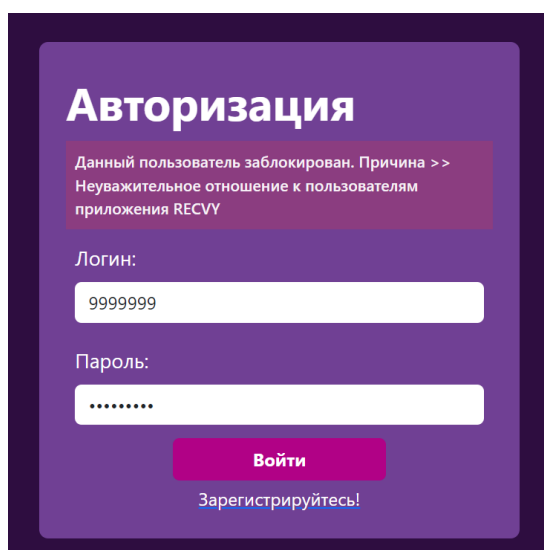 Авторизация
Данный пользователь заблокирован. Причина >>
Неуважительное отношение к пользователям
приложения RECVY
Логин:
9999999
Пароль:
•••••••••
Войти
Зарегистрируйтесь!